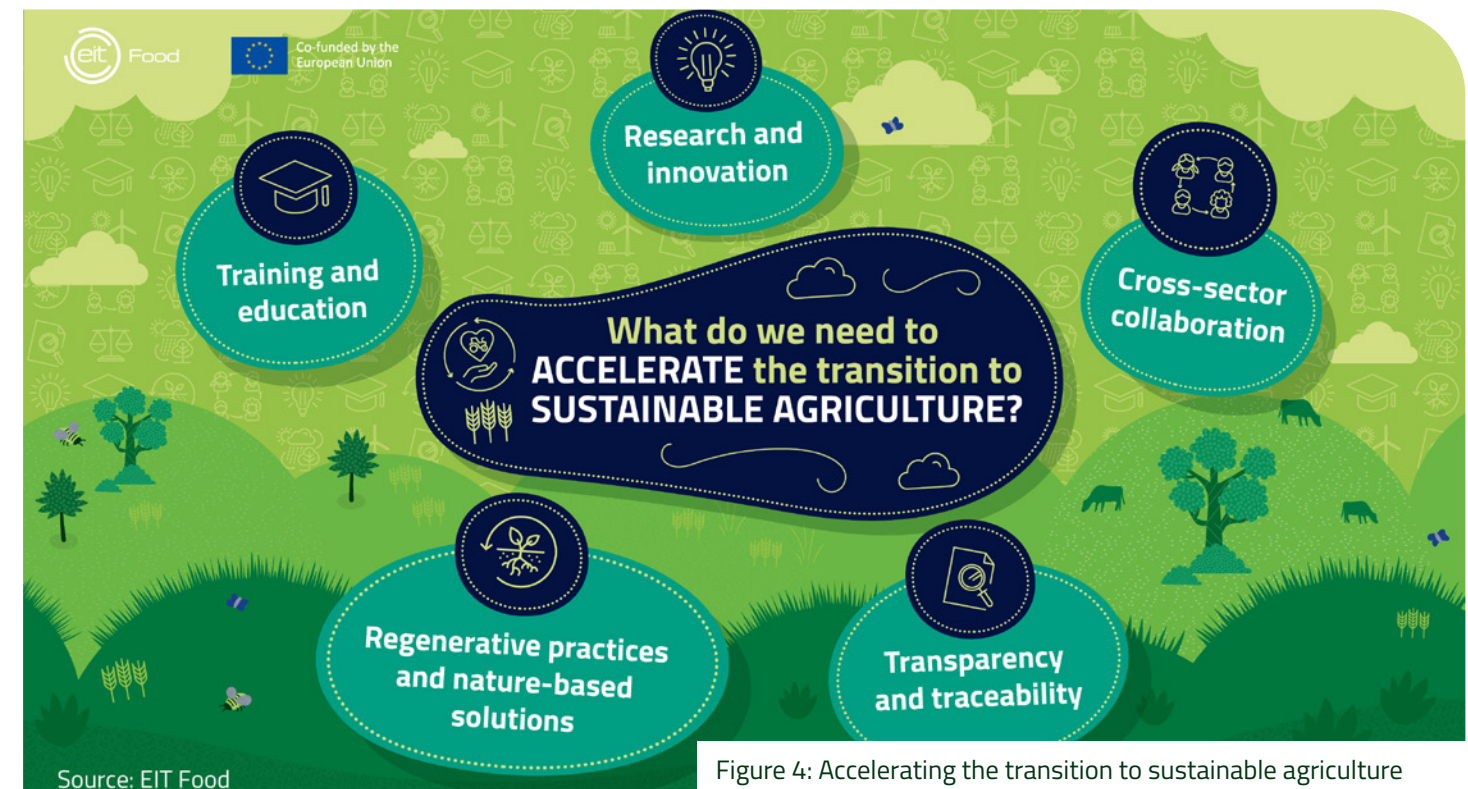 eit Food
Co-funded by the
European Union
Research and
innovation
Training and
education
Cross-sector
collaboration
What do we need to
ACCELERATE the transition to
SUSTAINABLE AGRICULTURE?
Regenerative practices
and nature-based
solutions
Transparency
and traceability
Source: EIT Food
Figure 4: Accelerating the transition to sustainable agriculture